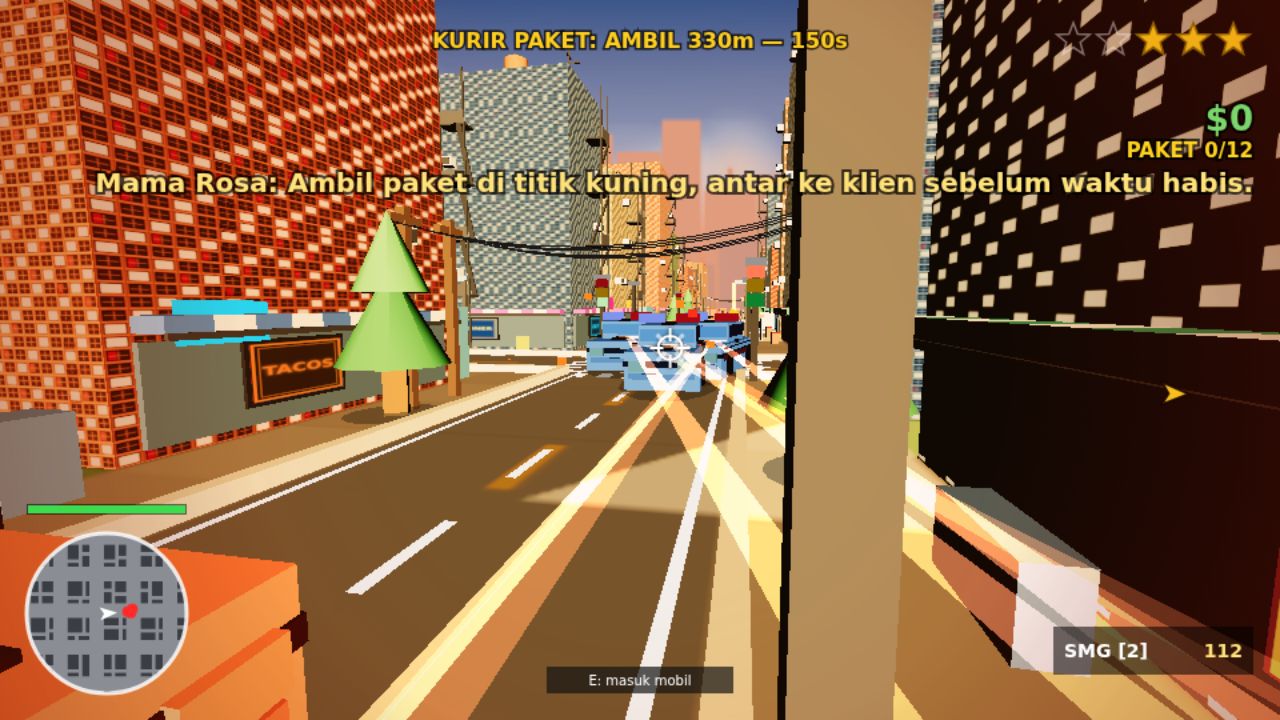 KURIR PAKET: AMBIL 330m — 150s
$0
PAKET 0/12
Mama Rosa: Ambil paket di titik kuning, antar ke klien sebelum waktu habis.
TACOS
E: masuk mobil
SMG [2] 112